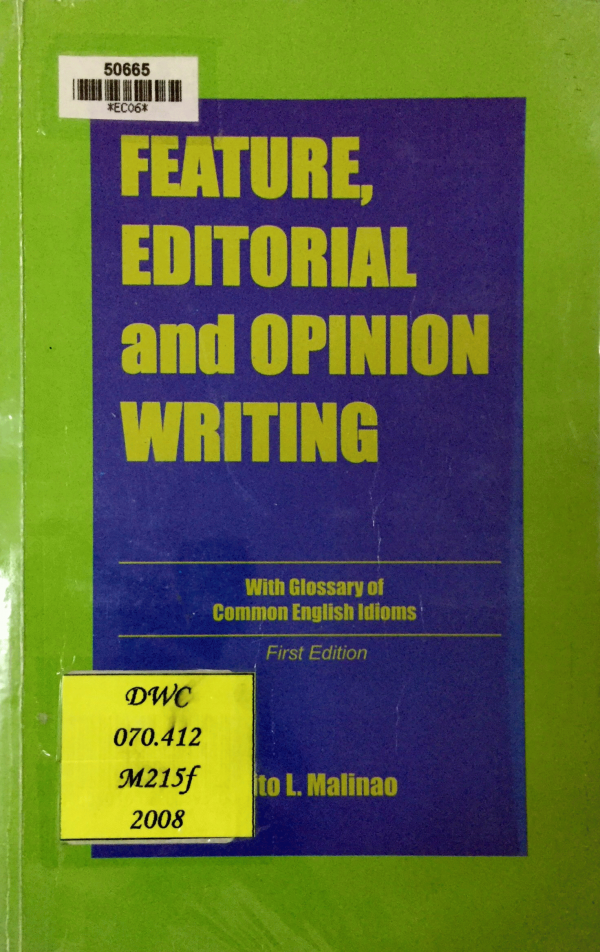 50665
*EC06*
FEATURE,
EDITORIAL
and OPINION
WRITING
With Glossary of
Common English Idioms
First Edition
DWC
070.412
M215f
2008
ito L. Malinao